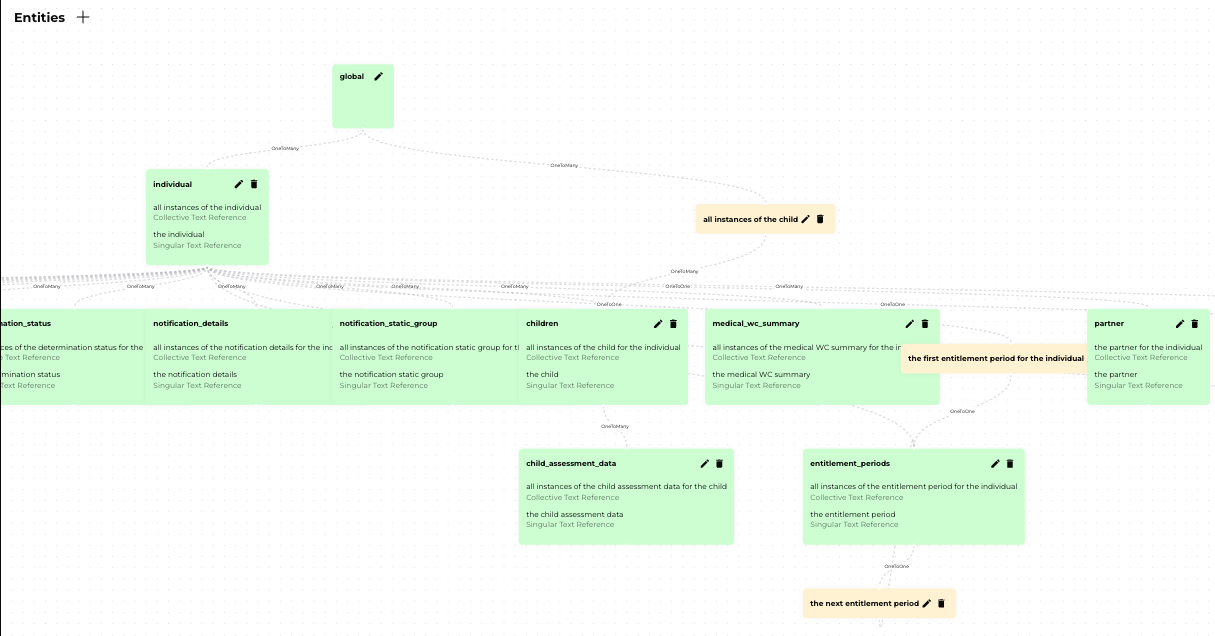 Entities
global
OneToMany
OneToMany
individual
all instances of the individual
Collective Text Reference
the individual
Singular Text Reference
all instances of the child
OneToMany
OneToMany
OneToMany
OneToMany
OneToMany
OneToMany
OneToMany
OneToOne
OneToMany
OneToOne
OneToOne
ation_status
ces of the determination status for the
Text Reference
mination status
Text Reference
notification_details
all instances of the notification details for the inc
Collective Text Reference
the notification details
Singular Text Reference
notification_static_group
all instances of the notification static group for t
Collective Text Reference
the notification static group
Singular Text Reference
children
all instances of the child for the individual
Collective Text Reference
the child
Singular Text Reference
medical_wc_summary
all instances of the medical WC summary for the in
Collective Text Reference
the medical WC summary
Singular Text Reference
the first entitlement period for the individual
partner
the partner for the individual
Collective Text Reference
the partner
Singular Text Reference
OneToOne
OneToMany
child_assessment_data
all instances of the child assessment data for the child
Collective Text Reference
the child assessment data
Singular Text Reference
entitlement_periods
all instances of the entitlement period for the individual
Collective Text Reference
the entitlement period
Singular Text Reference
OneToOne
the next entitlement period